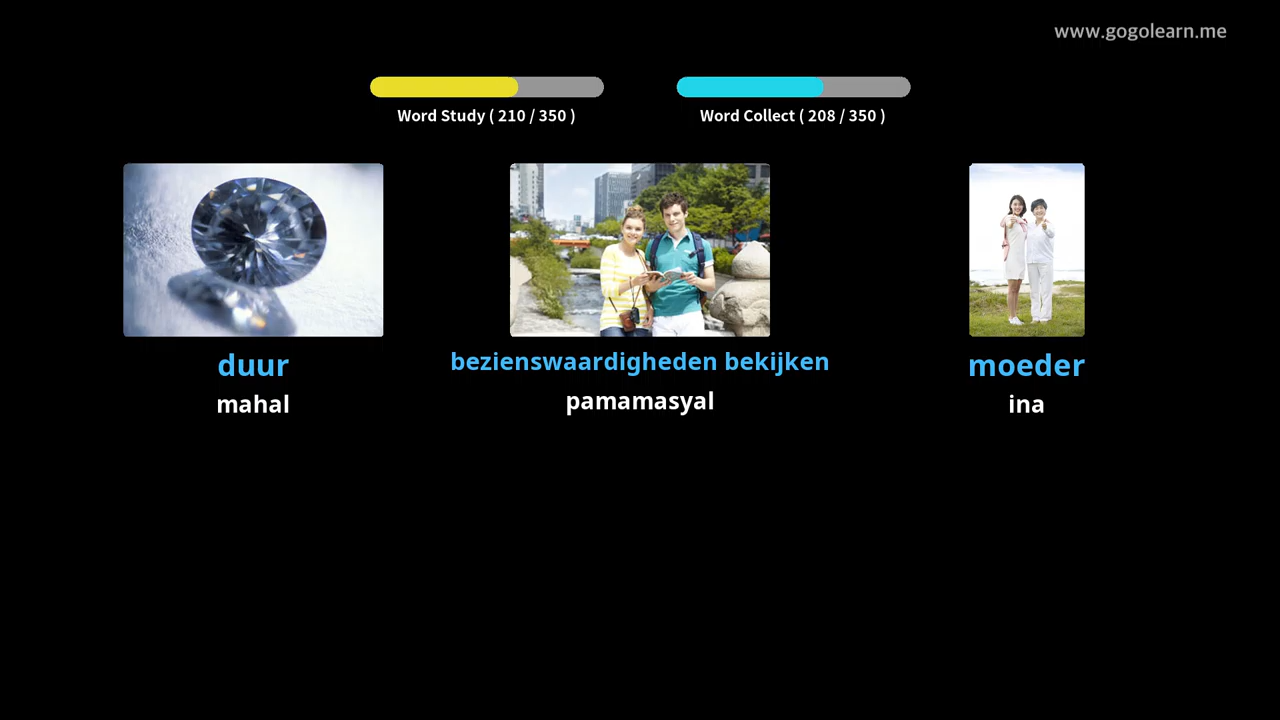 www.gogolearn.me
Word Study ( 210 / 350 )
Word Collect ( 208 / 350 )
duur
mahal
bezienswaardigheden bekijken
pamamasyal
moeder
ina